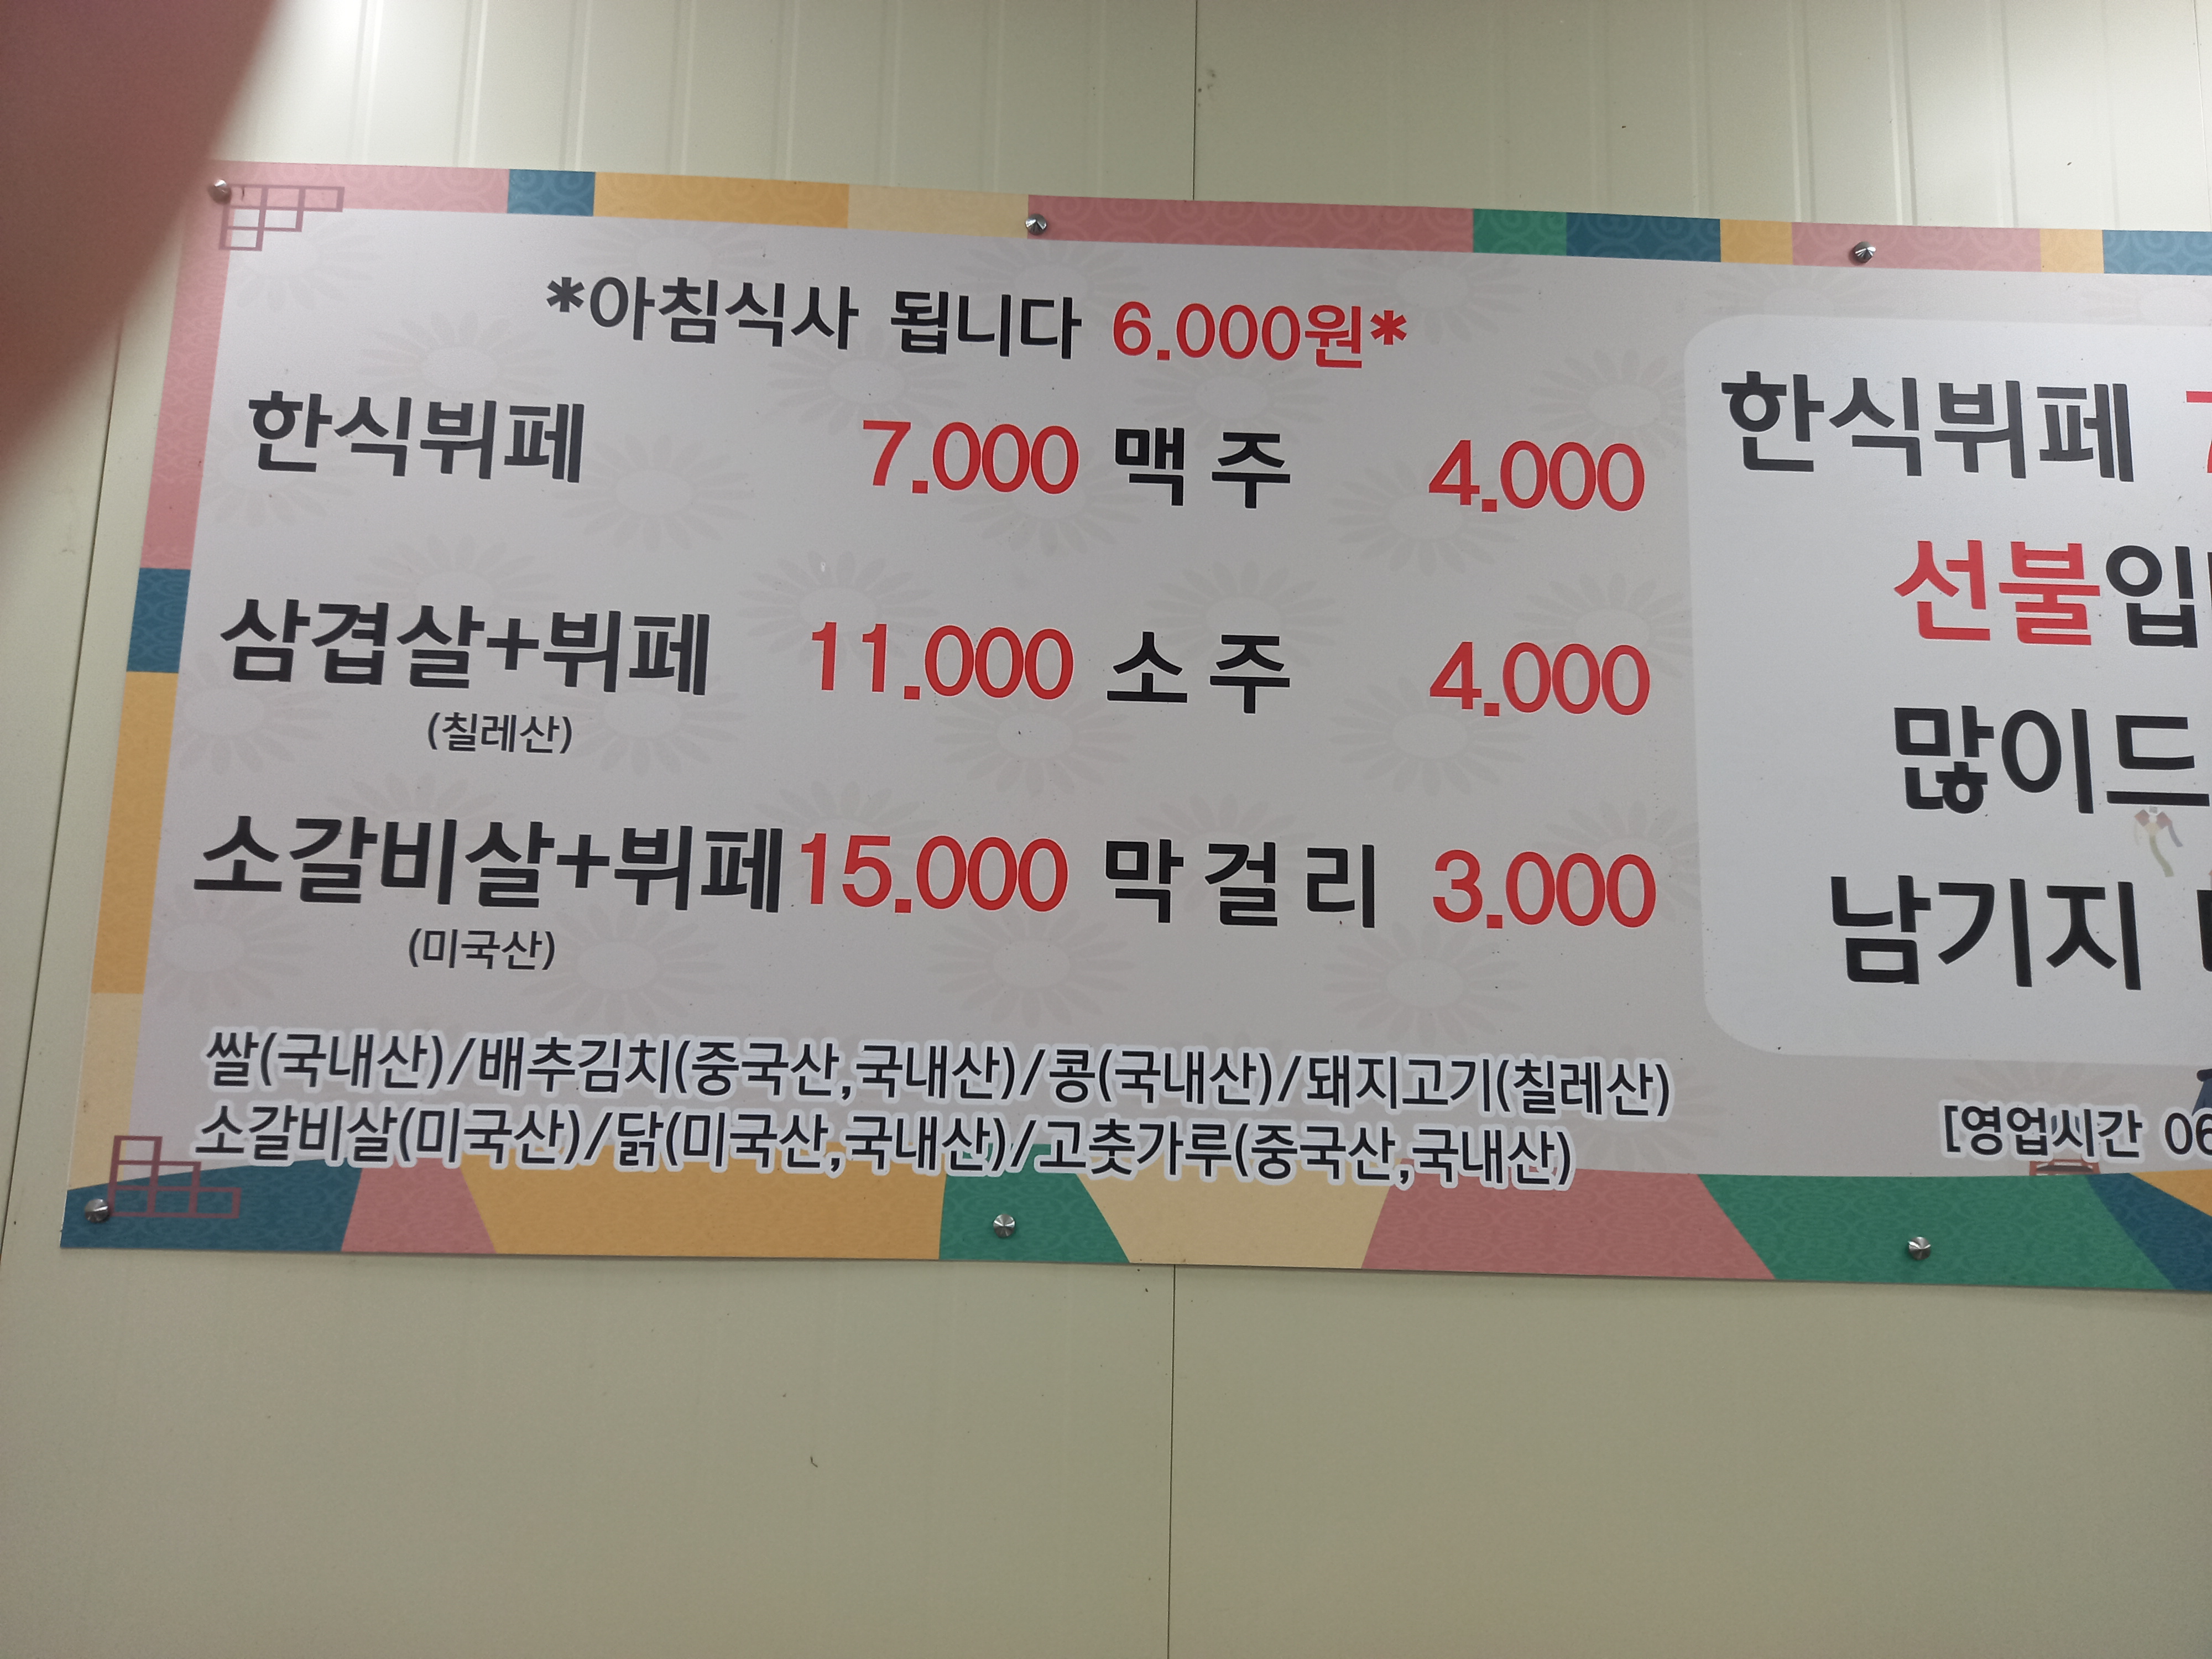 *아침식사 됩니다 6.000원*
한식뷔페 7.000 맥주 4.000
삼겹살+뷔페 11.000 소주 4.000
(칠레산)
소갈비살+뷔페 15.000 막걸리 3.000
(미국산)
쌀(국내산)/배추김치(중국산,국내산)/콩(국내산)/돼지고기(칠레산)
소갈비살(미국산)/닭(미국산,국내산)/고춧가루(중국산,국내산)
한식뷔페
선불입
많이드
남기지
[영업시간 06